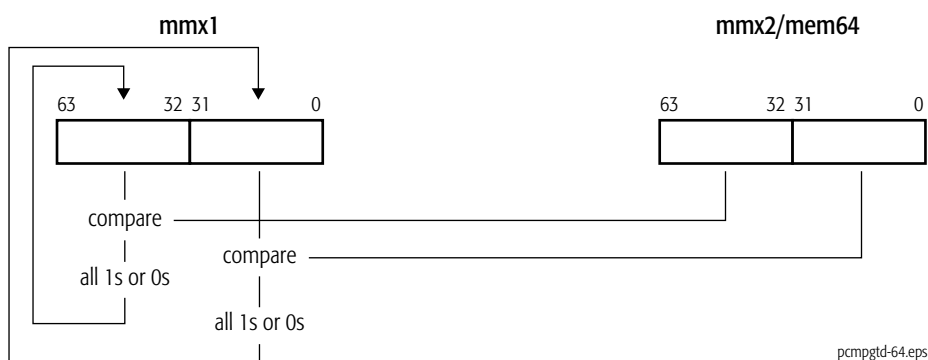 mmx1 mmx2/mem64
63 32 31 0 63 32 31 0
compare
compare
all 1s or 0s
all 1s or 0s
pcmpgtd-64.eps